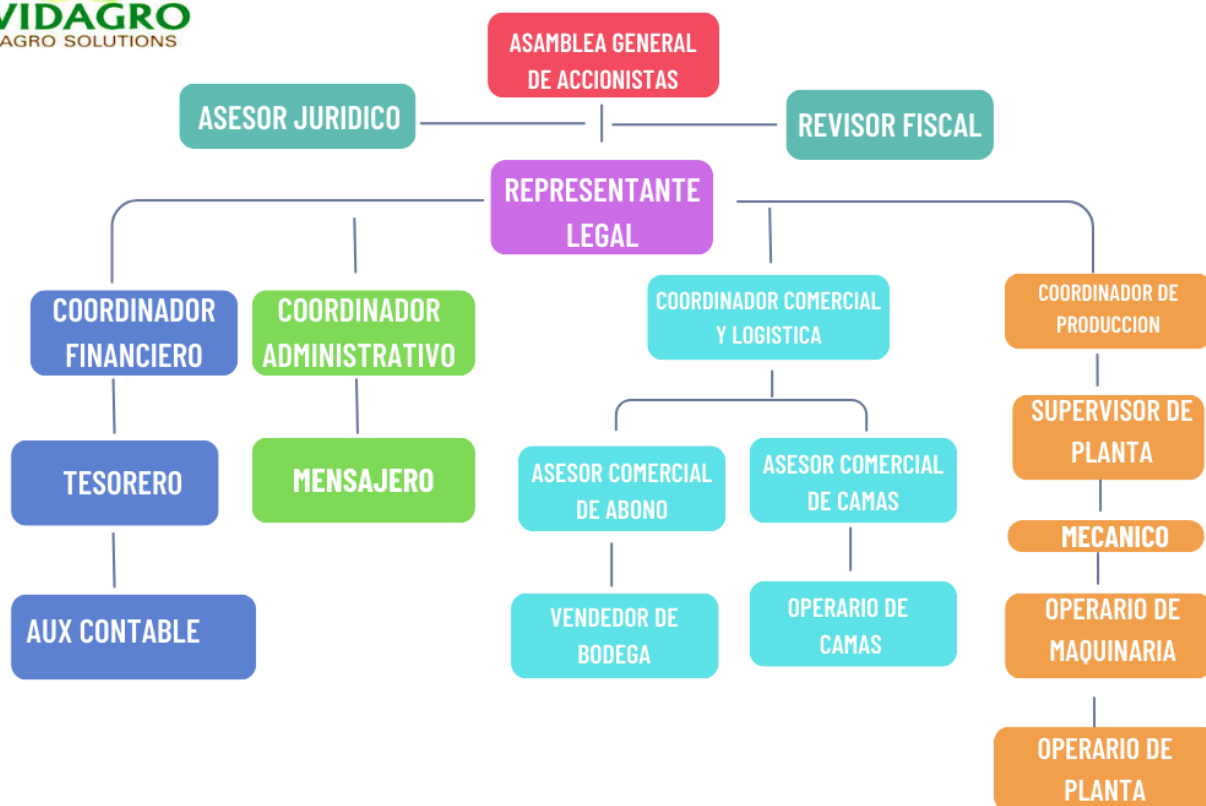 VIDAGRO
AGRO SOLUTIONS
ASAMBLEA GENERAL
DE ACCIONISTAS
ASESOR JURIDICO
REVISOR FISCAL
REPRESENTANTE
LEGAL
COORDINADOR
FINANCIERO
COORDINADOR
ADMINISTRATIVO
COORDINADOR COMERCIAL
Y LOGISTICA
COORDINADOR DE
PRODUCCION
TESORERO
MENSAJERO
ASESOR COMERCIAL
DE ABONO
ASESOR COMERCIAL
DE CAMAS
SUPERVISOR DE
PLANTA
MECANICO
AUX CONTABLE
VENDEDOR DE
BODEGA
OPERARIO DE
CAMAS
OPERARIO DE
MAQUINARIA
OPERARIO DE
PLANTA